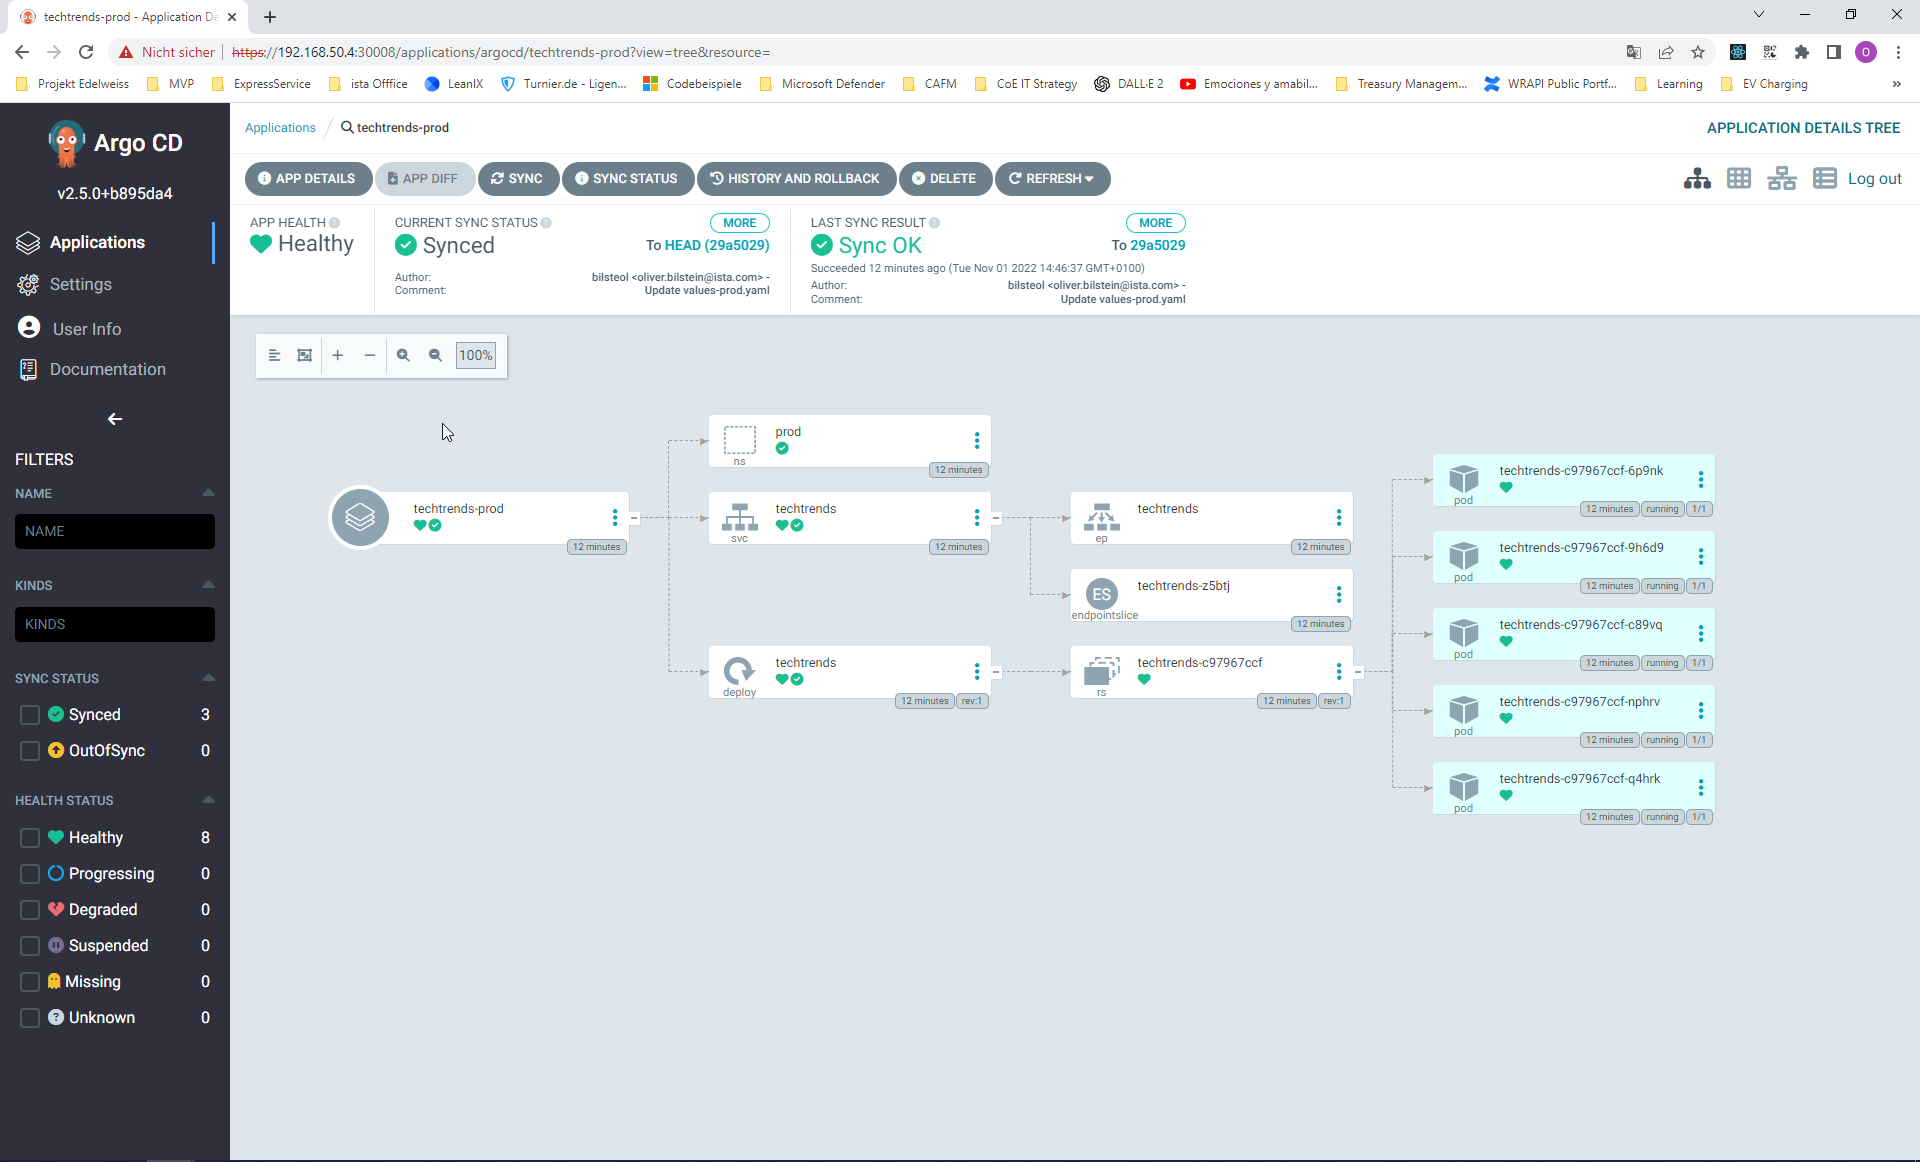 techtrends-prod - Application De
Nicht sicher https://192.168.50.4:30008/applications/argocd/techtrends-prod?view=tree&resource=
O
Projekt Edelweiss MVP ExpressService ista Offfice LeanIX Turnier.de - Ligen... Codebeispiele Microsoft Defender CAFM CoE IT Strategy DALL·E 2 Emociones y amabil... Treasury Managem... WRAPI Public Portf... Learning EV Charging »
Argo CD
v2.5.0+b895da4
Applications
Settings
User Info
Documentation
FILTERS
NAME
NAME
KINDS
KINDS
SYNC STATUS
Synced 3
OutOfSync 0
HEALTH STATUS
Healthy 8
Progressing 0
Degraded 0
Suspended 0
Missing 0
Unknown 0
Applications / techtrends-prod
APPLICATION DETAILS TREE
APP DETAILS APP DIFF SYNC SYNC STATUS HISTORY AND ROLLBACK DELETE REFRESH
Log out
APP HEALTH
Healthy
CURRENT SYNC STATUS MORE
Synced To HEAD (29a5029)
Author: bilsteol <oliver.bilstein@ista.com> -
Comment: Update values-prod.yaml
LAST SYNC RESULT MORE
Sync OK To 29a5029
Succeeded 12 minutes ago (Tue Nov 01 2022 14:46:37 GMT+0100)
Author: bilsteol <oliver.bilstein@ista.com> -
Comment: Update values-prod.yaml
100%
techtrends-prod
12 minutes
prod
ns
12 minutes
techtrends
svc
12 minutes
techtrends
deploy
12 minutes rev:1
techtrends
ep
12 minutes
ES
techtrends-z5btj
endpointslice
12 minutes
techtrends-c97967ccf
rs
12 minutes rev:1
techtrends-c97967ccf-6p9nk
pod
12 minutes running 1/1
techtrends-c97967ccf-9h6d9
pod
12 minutes running 1/1
techtrends-c97967ccf-c89vq
pod
12 minutes running 1/1
techtrends-c97967ccf-nphrv
pod
12 minutes running 1/1
techtrends-c97967ccf-q4hrk
pod
12 minutes running 1/1